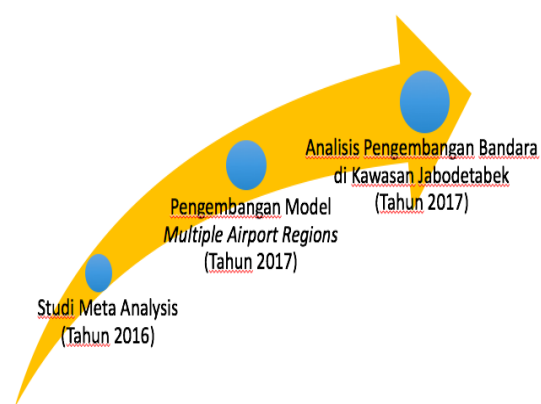 Analisis Pengembangan Bandara
di Kawasan Jabodetabek
(Tahun 2017)
Pengembangan Model
Multiple Airport Regions
(Tahun 2017)
Studi Meta Analysis
(Tahun 2016)